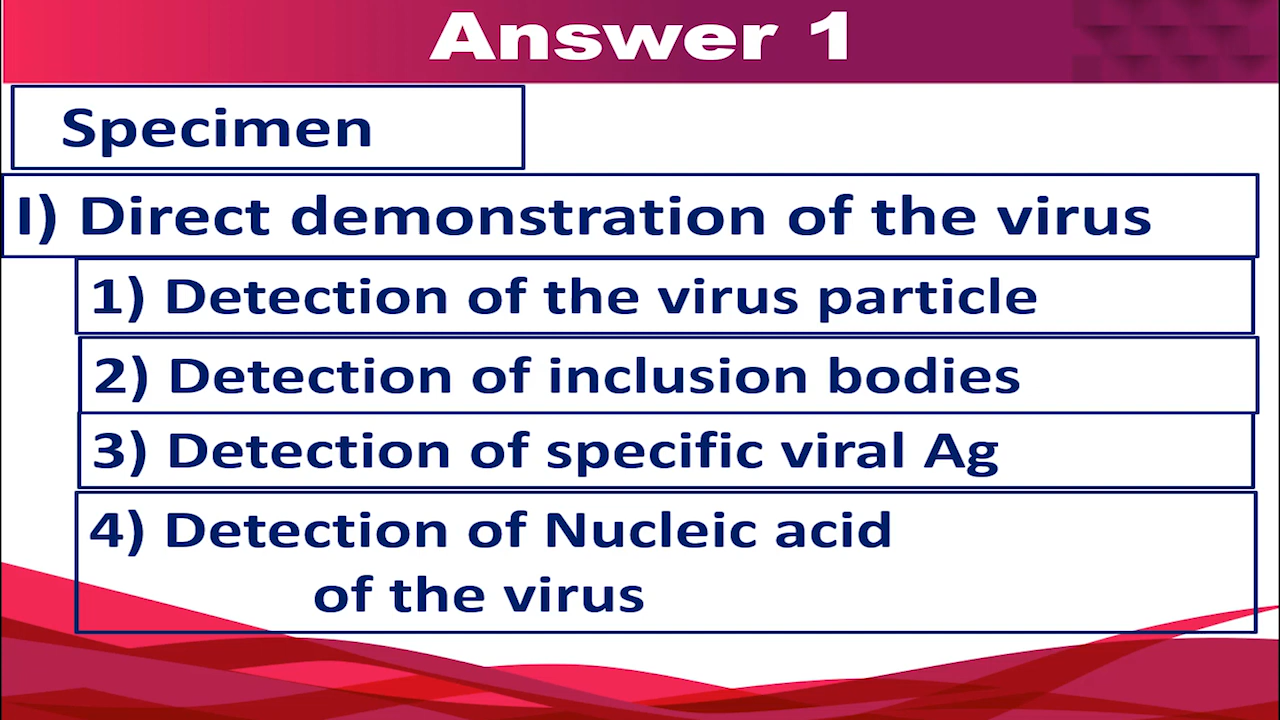 Answer 1
Specimen
I) Direct demonstration of the virus
1) Detection of the virus particle
2) Detection of inclusion bodies
3) Detection of specific viral Ag
4) Detection of Nucleic acid
of the virus